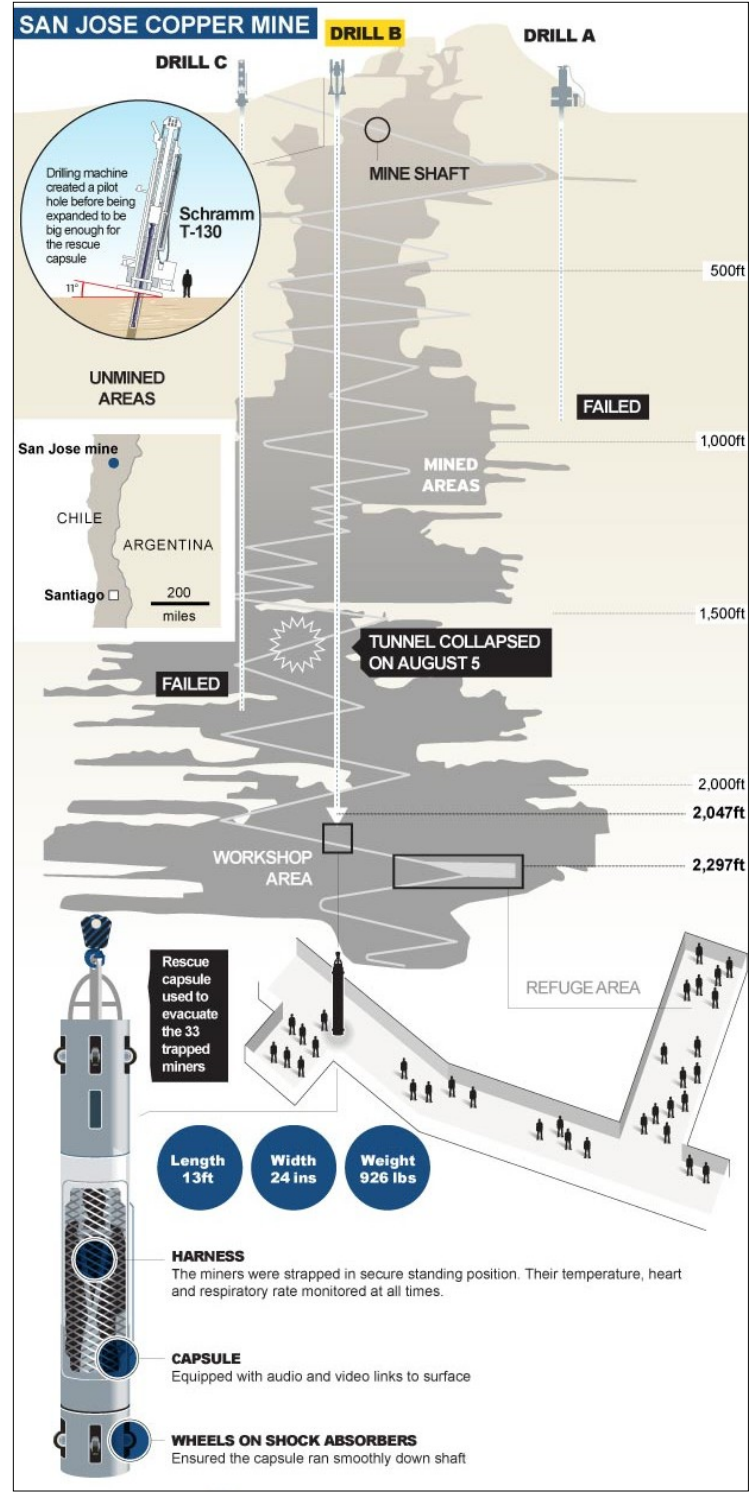 SAN JOSE COPPER MINE
DRILL B
DRILL A
DRILL C
MINE SHAFT
Drilling machine
created a pilot
hole before being
expanded to be
big enough for
the rescue
capsule
Schramm
T-130
11°
500ft
UNMINED
AREAS
FAILED
1,000ft
MINED
AREAS
San Jose mine
CHILE
ARGENTINA
Santiago
200
miles
1,500ft
TUNNEL COLLAPSED
ON AUGUST 5
FAILED
2,000ft
2,047ft
WORKSHOP
AREA
2,297ft
Rescue
capsule
used to
evacuate
the 33
trapped
miners
REFUGE AREA
Length
13ft
Width
24 ins
Weight
926 lbs
HARNESS
The miners were strapped in secure standing position. Their temperature, heart
and respiratory rate monitored at all times.
CAPSULE
Equipped with audio and video links to surface
WHEELS ON SHOCK ABSORBERS
Ensured the capsule ran smoothly down shaft